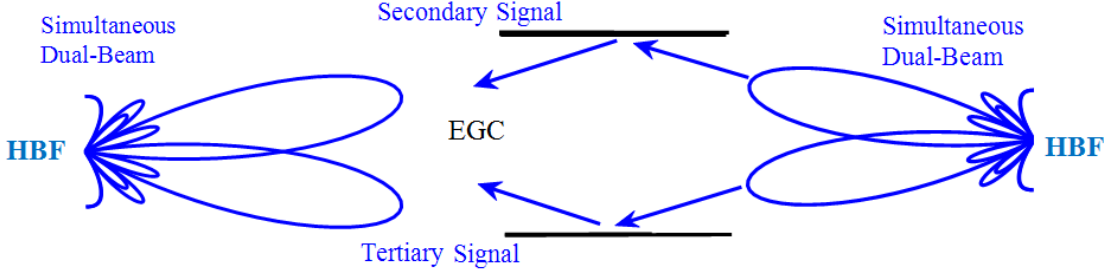 Secondary Signal
Simultaneous
Dual-Beam
Simultaneous
Dual-Beam
HBF
EGC
HBF
Tertiary Signal